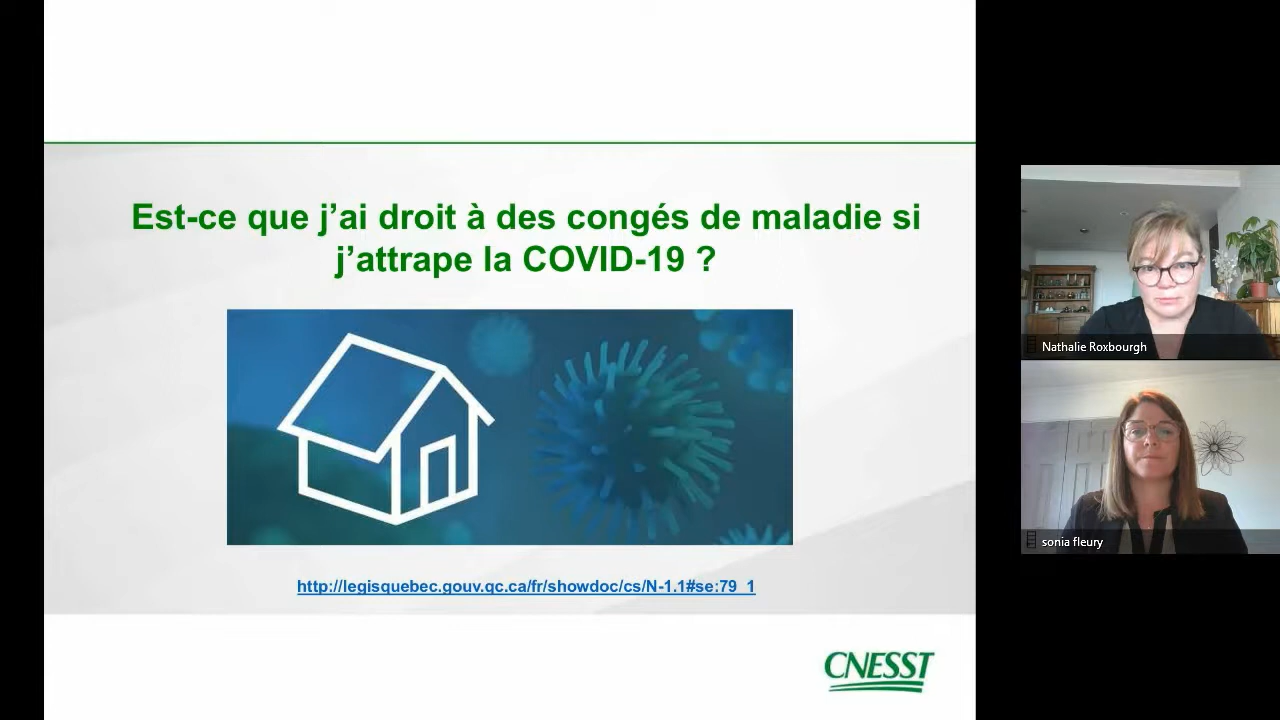 Est-ce que j’ai droit à des congés de maladie si
j’attrape la COVID-19 ?
http://legisquebec.gouv.qc.ca/fr/showdoc/cs/N-1.1#se:79_1
CNESST
Nathalie Roxbourgh
sonia fleury